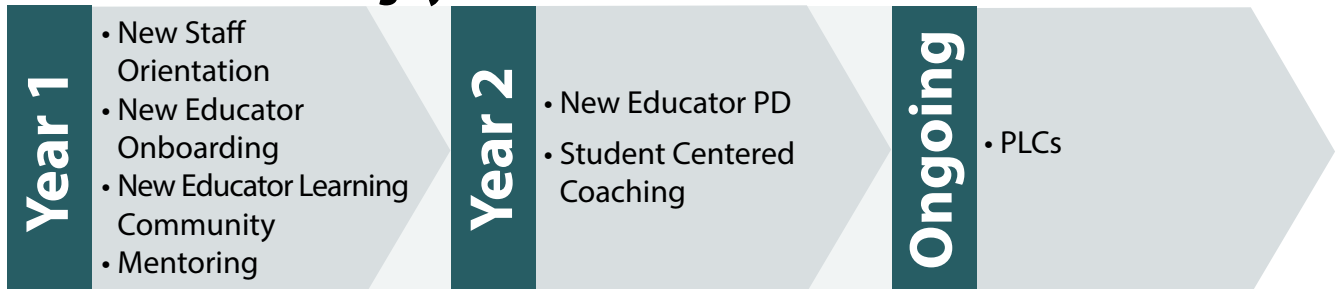 Year 1
• New Staff
Orientation
• New Educator
Onboarding
• New Educator Learning
Community
• Mentoring
Year 2
• New Educator PD
• Student Centered
Coaching
Ongoing
• PLCs